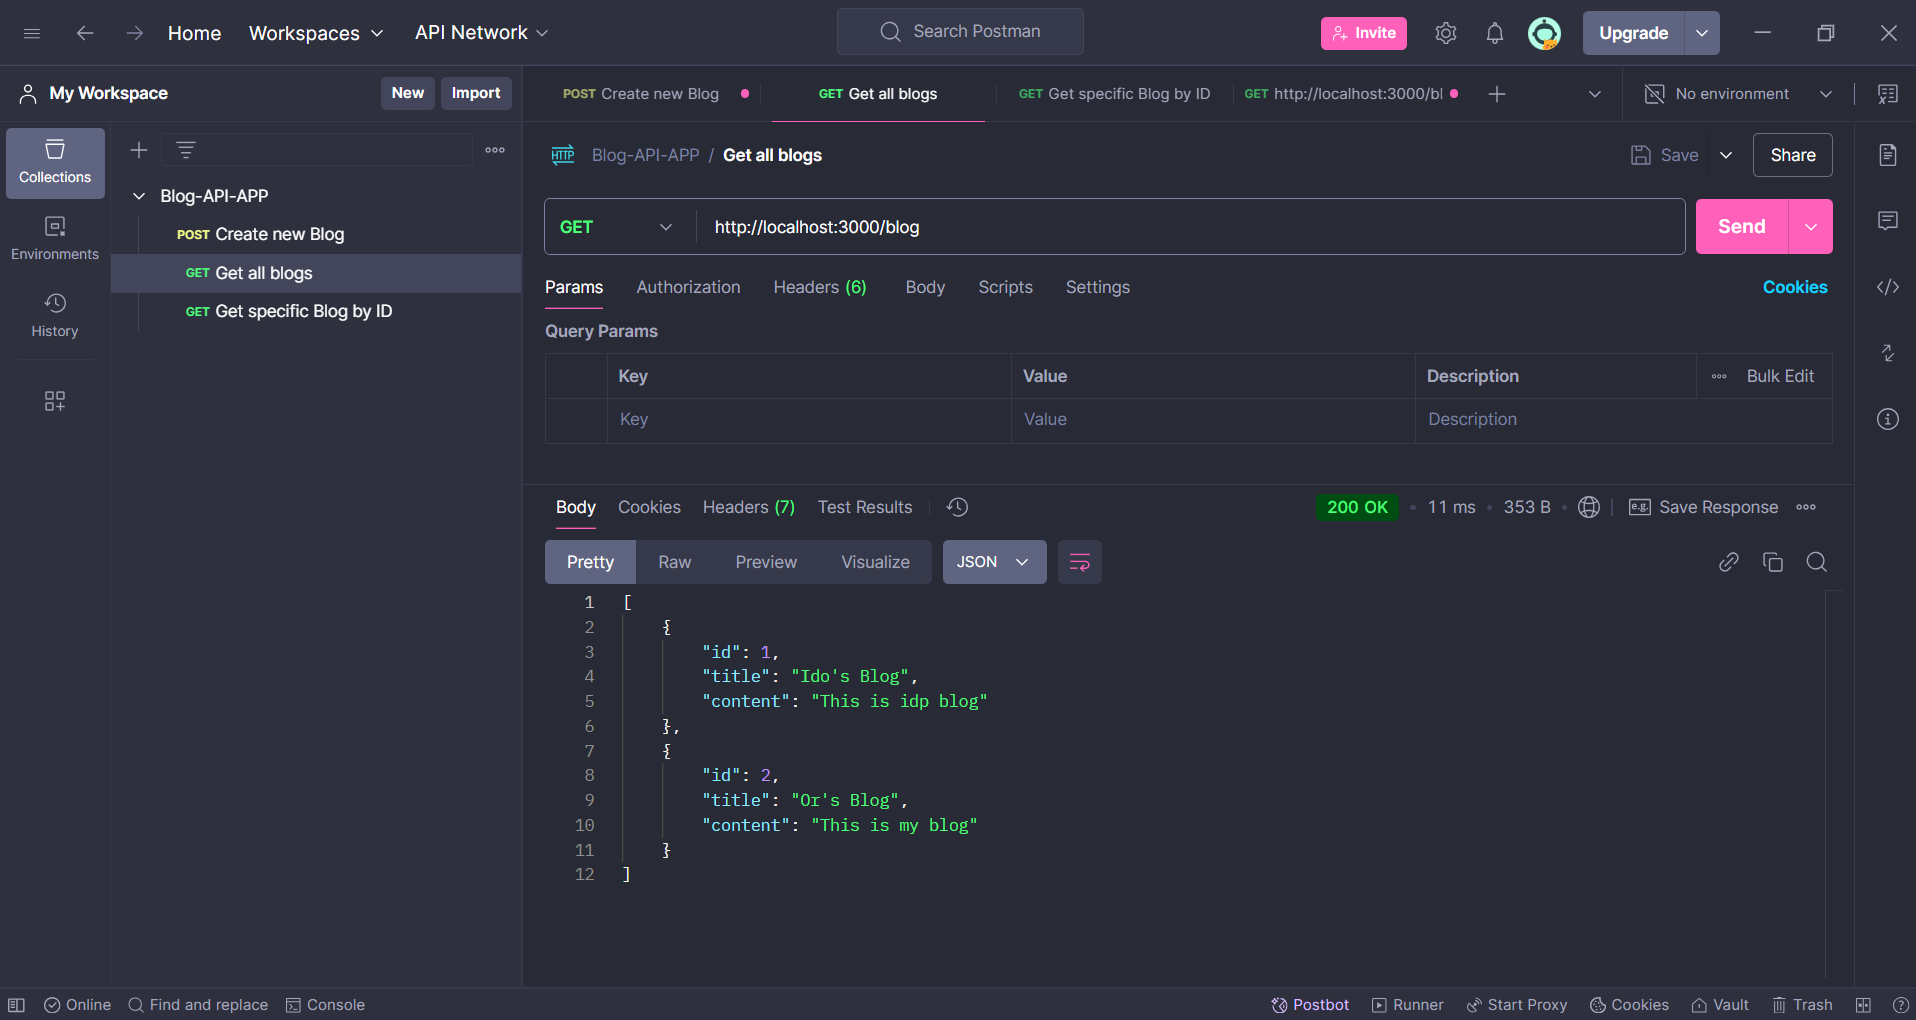 Home Workspaces API Network Search Postman Invite Upgrade
My Workspace New Import
POST Create new Blog GET Get all blogs GET Get specific Blog by ID GET http://localhost:3000/bl No environment
Collections
Environments
History
Blog-API-APP
POST Create new Blog
GET Get all blogs
GET Get specific Blog by ID
HTTP Blog-API-APP / Get all blogs Save Share
GET http://localhost:3000/blog Send
Params Authorization Headers (6) Body Scripts Settings Cookies
Query Params
Key Value Description Bulk Edit
Key Value Description
Body Cookies Headers (7) Test Results 200 OK 11 ms 353 B e.g. Save Response
Pretty Raw Preview Visualize JSON
1 [
2 {
3 "id": 1,
4 "title": "Ido's Blog",
5 "content": "This is idp blog"
6 },
7 {
8 "id": 2,
9 "title": "Or's Blog",
10 "content": "This is my blog"
11 }
12 ]
Online Find and replace Console Postbot Runner Start Proxy Cookies Vault Trash